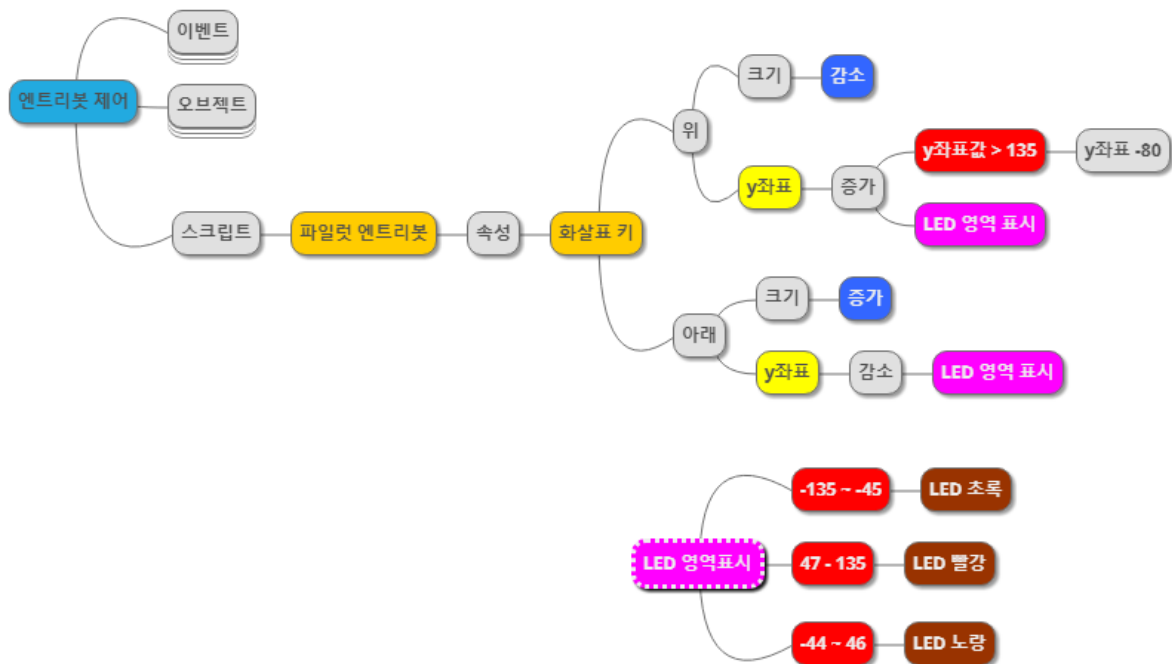 이벤트
엔트리봇 제어
오브젝트
스크립트
파일럿 엔트리봇
속성
화살표 키
위
크기
감소
y좌표
증가
y좌표값 > 135
y좌표 -80
LED 영역 표시
아래
크기
증가
y좌표
감소
LED 영역 표시
LED 영역표시
-135 ~ -45
LED 초록
47 - 135
LED 빨강
-44 ~ 46
LED 노랑